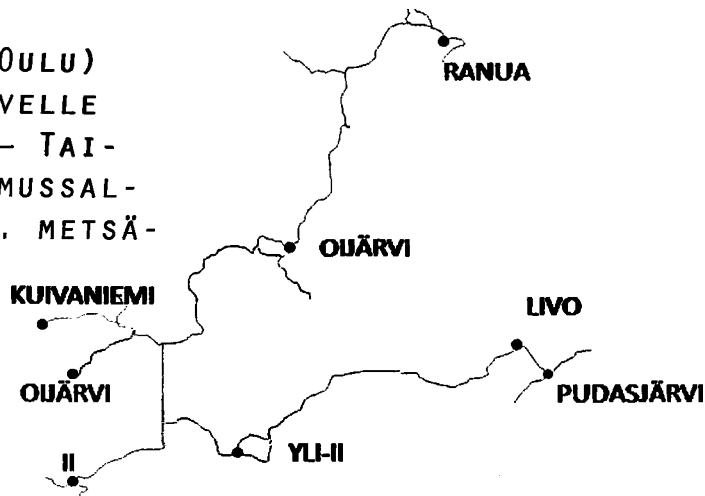 OULU)
VELLE
– TAI-
MUSSAL-
. METSÄ-
RANUA
OIJÄRVI
KUIVANIEMI
LIVO
OIJÄRVI
PUDASJÄRVI
YLI-II
II